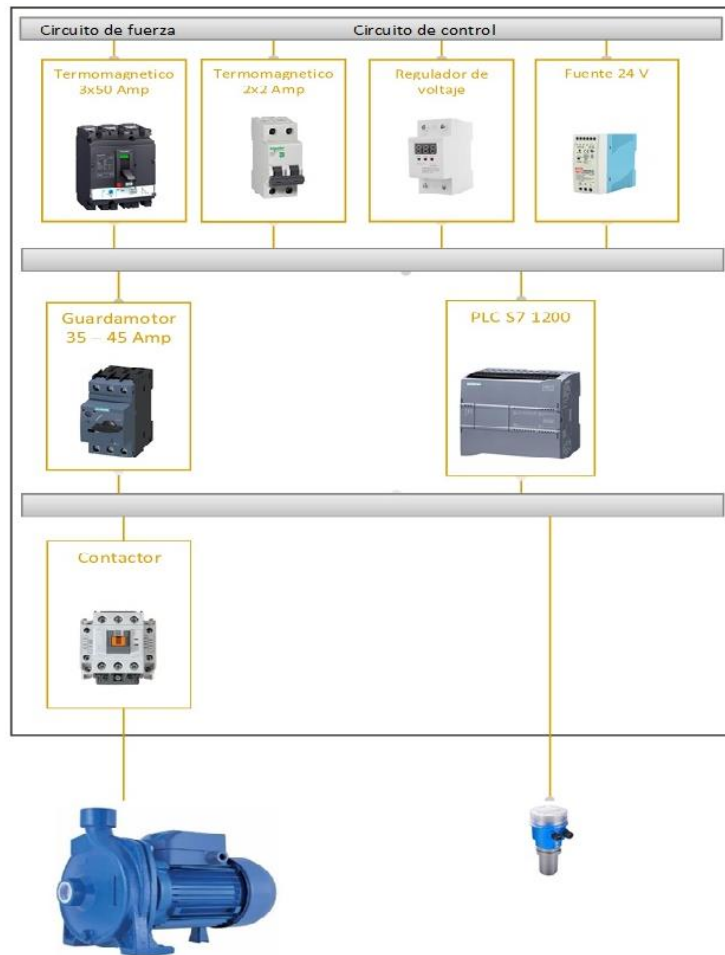 Circuito de fuerza
Circuito de control
Termomagnetico
3x50 Amp
Termomagnetico
2x2 Amp
Regulador de
voltaje
Fuente 24 V
Guardamotor
35 – 45 Amp
PLC S7 1200
Contactor